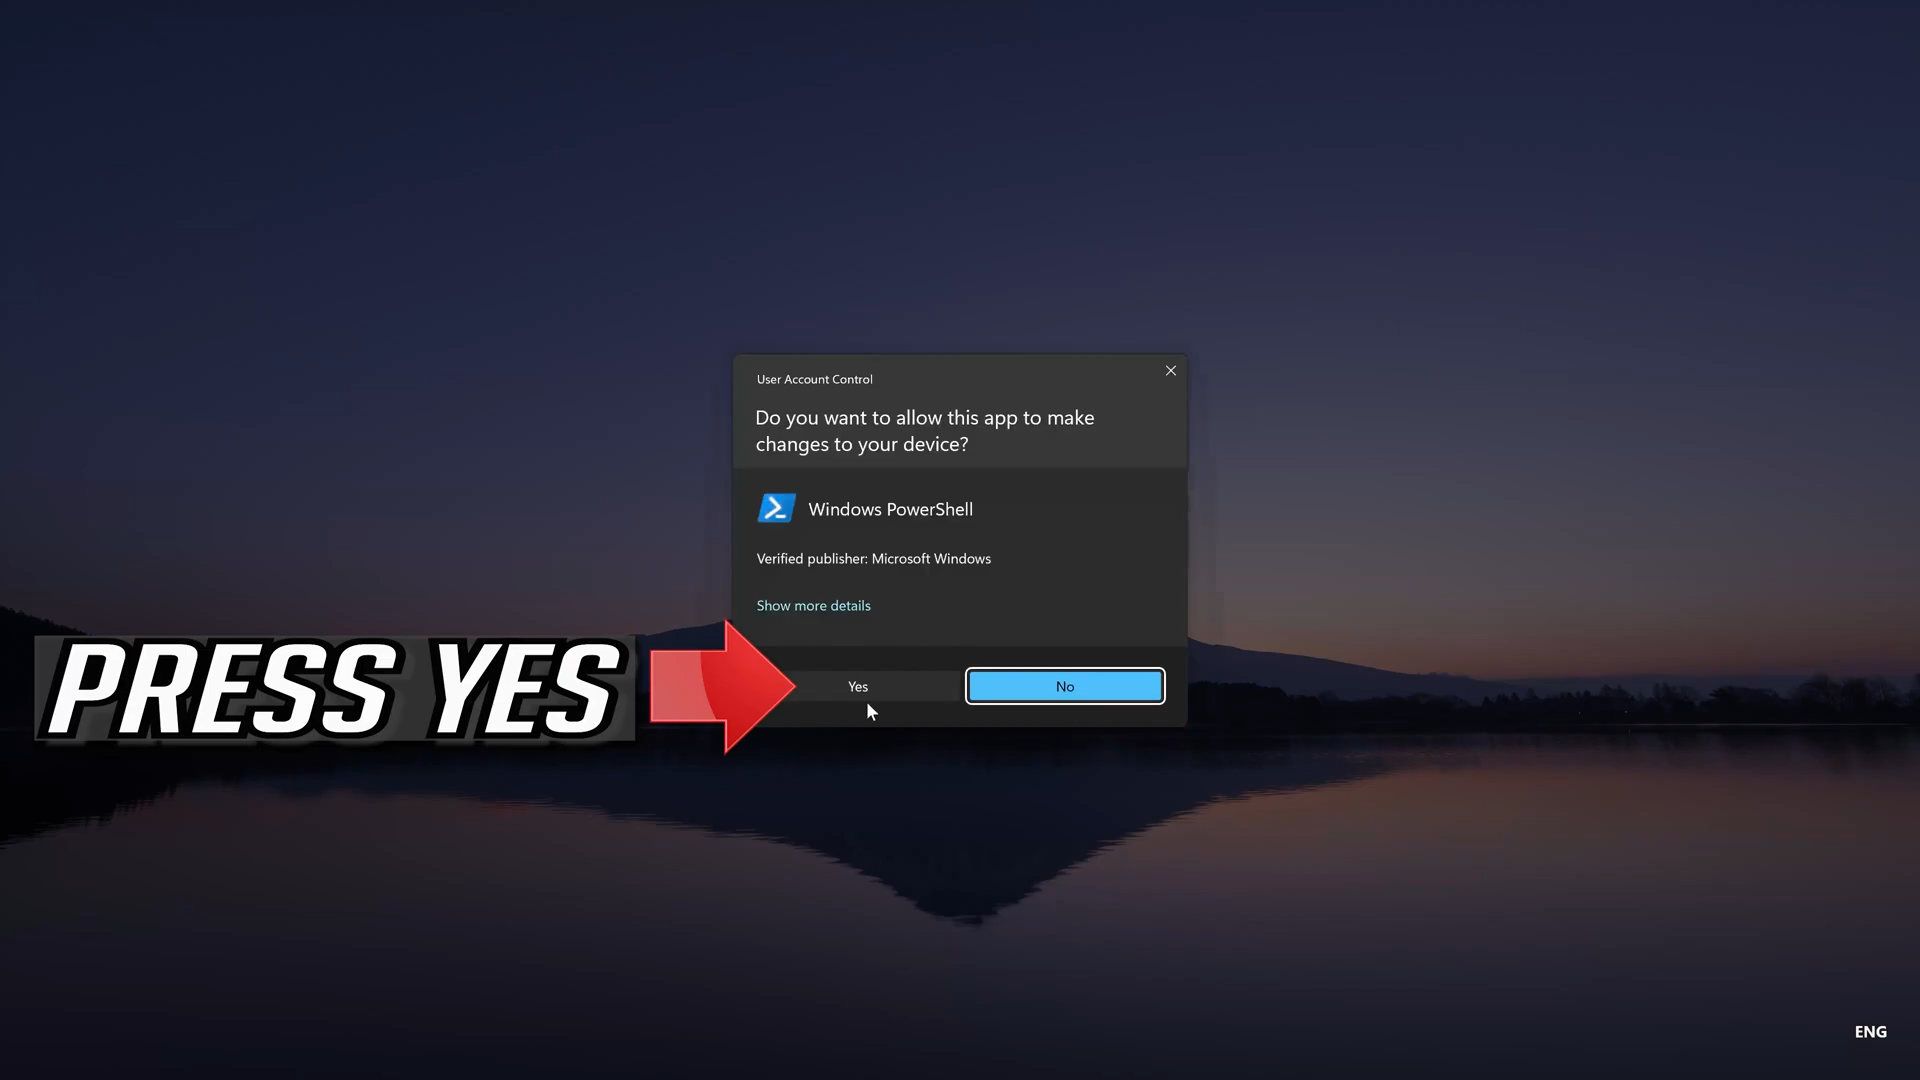 User Account Control
Do you want to allow this app to make
changes to your device?
Windows PowerShell
Verified publisher: Microsoft Windows
Show more details
PRESS YES
Yes
No
ENG